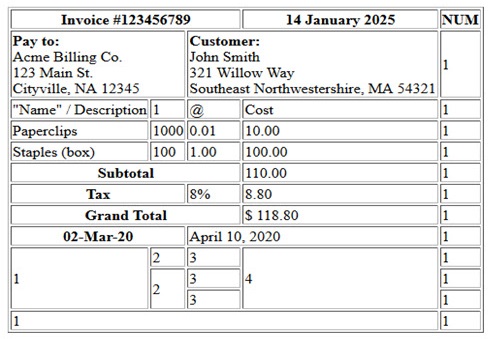 Invoice #123456789 14 January 2025 NUM
Pay to: Customer:
Acme Billing Co. John Smith
123 Main St. 321 Willow Way 1
Cityville, NA 12345 Southeast Northwestershire, MA 54321
"Name" / Description 1 @ Cost 1
Paperclips 1000 0.01 10.00 1
Staples (box) 100 1.00 100.00 1
Subtotal 110.00 1
Tax 8% 8.80 1
Grand Total $ 118.80 1
02-Mar-20 April 10, 2020 1
2 3 1
1 2 3 4 1
3 1
1 1